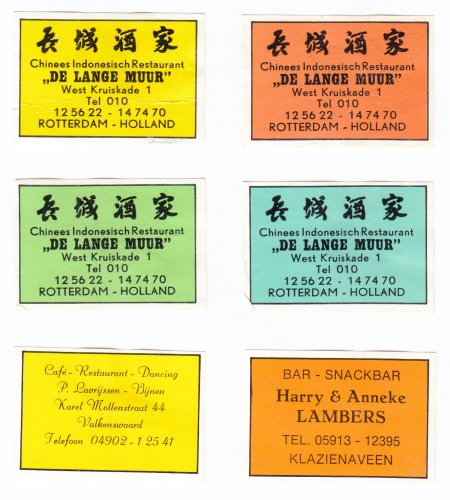 長城酒家
Chinees Indonesisch Restaurant
„DE LANGE MUUR”
West Kruiskade 1
Tel 010
12 56 22 - 14 74 70
ROTTERDAM - HOLLAND
長城酒家
Chinees Indonesisch Restaurant
„DE LANGE MUUR”
West Kruiskade 1
Tel 010
12 56 22 - 14 74 70
ROTTERDAM - HOLLAND
長城酒家
Chinees Indonesisch Restaurant
„DE LANGE MUUR”
West Kruiskade 1
Tel 010
12 56 22 - 14 74 70
ROTTERDAM - HOLLAND
長城酒家
Chinees Indonesisch Restaurant
„DE LANGE MUUR”
West Kruiskade 1
Tel 010
12 56 22 - 14 74 70
ROTTERDAM - HOLLAND
Café - Restaurant - Dancing
P. Lavrijssen - Bijnen
Karel Mollenstraat 44
Valkenswaard
Telefoon 04902 - 1 25 41
BAR - SNACKBAR
Harry & Anneke
LAMBERS
TEL. 05913 - 12395
KLAZIENAVEEN